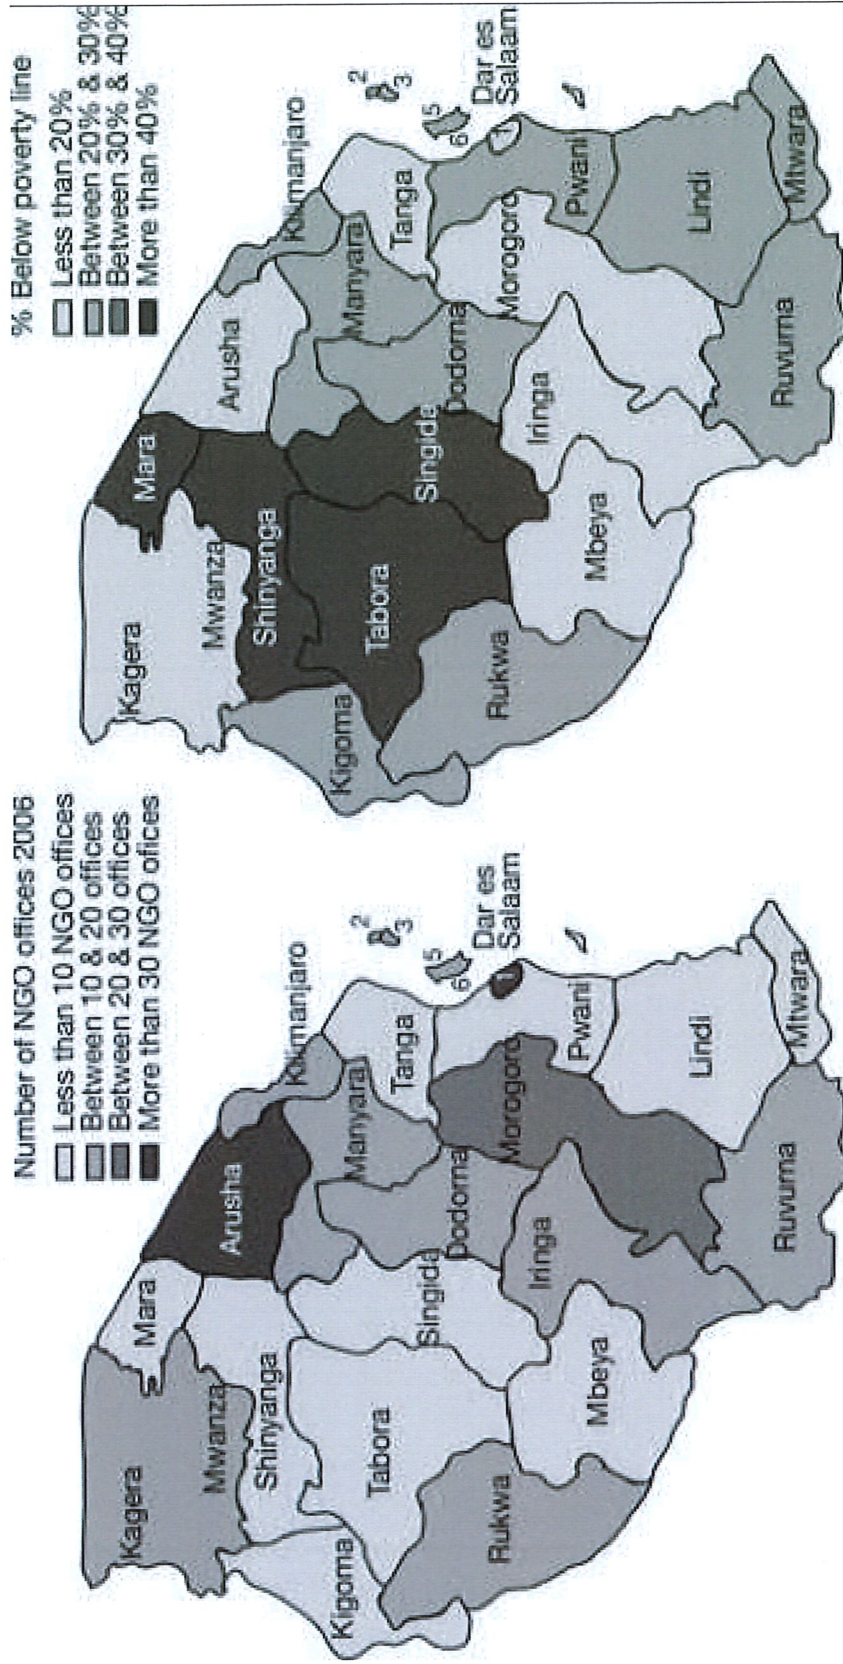 Number of NGO offices 2006
Less than 10 NGO offices
Between 10 & 20 offices
Between 20 & 30 offices
More than 30 NGO ofices
Kagera
Mara
Mwanza
Arusha
Shinyanga
Kilimanjaro
Kigoma
Manyara
Tabora
Singida
Dodoma
Tanga
2
3
5
6
Rukwa
Iringa
Morogoro
1
Dar es
Salaam
Pwani
Mbeya
Lindi
Ruvuma
Mtwara
% Below poverty line
Less than 20%
Between 20% & 30%
Between 30% & 40%
More than 40%
Kagera
Mara
Mwanza
Arusha
Shinyanga
Kilimanjaro
Kigoma
Manyara
Tabora
Singida
Dodoma
Tanga
2
3
5
6
Rukwa
Iringa
Morogoro
1
Dar es
Salaam
Pwani
Mbeya
Lindi
Ruvuma
Mtwara